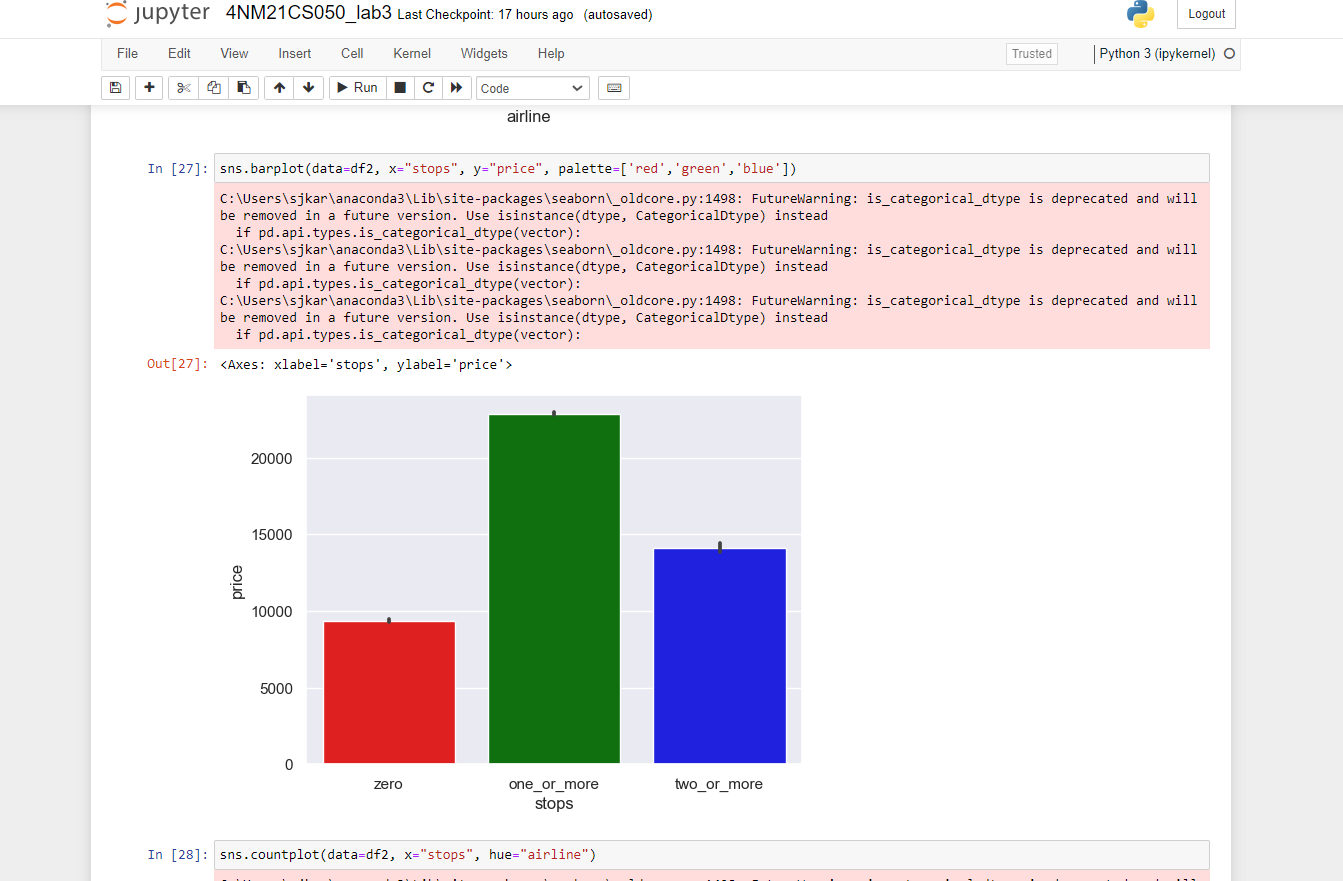 jupyter 4NM21CS050_lab3 Last Checkpoint: 17 hours ago (autosaved)
Logout
File Edit View Insert Cell Kernel Widgets Help
Trusted
Python 3 (ipykernel)
Run
Code
airline
In [27]: sns.barplot(data=df2, x="stops", y="price", palette=['red','green','blue'])
C:\Users\sjkar\anaconda3\Lib\site-packages\seaborn\_oldcore.py:1498: FutureWarning: is_categorical_dtype is deprecated and will
be removed in a future version. Use isinstance(dtype, CategoricalDtype) instead
  if pd.api.types.is_categorical_dtype(vector):
C:\Users\sjkar\anaconda3\Lib\site-packages\seaborn\_oldcore.py:1498: FutureWarning: is_categorical_dtype is deprecated and will
be removed in a future version. Use isinstance(dtype, CategoricalDtype) instead
  if pd.api.types.is_categorical_dtype(vector):
C:\Users\sjkar\anaconda3\Lib\site-packages\seaborn\_oldcore.py:1498: FutureWarning: is_categorical_dtype is deprecated and will
be removed in a future version. Use isinstance(dtype, CategoricalDtype) instead
  if pd.api.types.is_categorical_dtype(vector):
Out[27]: <Axes: xlabel='stops', ylabel='price'>
20000
15000
10000
5000
0
price
zero one_or_more two_or_more
stops
In [28]: sns.countplot(data=df2, x="stops", hue="airline")